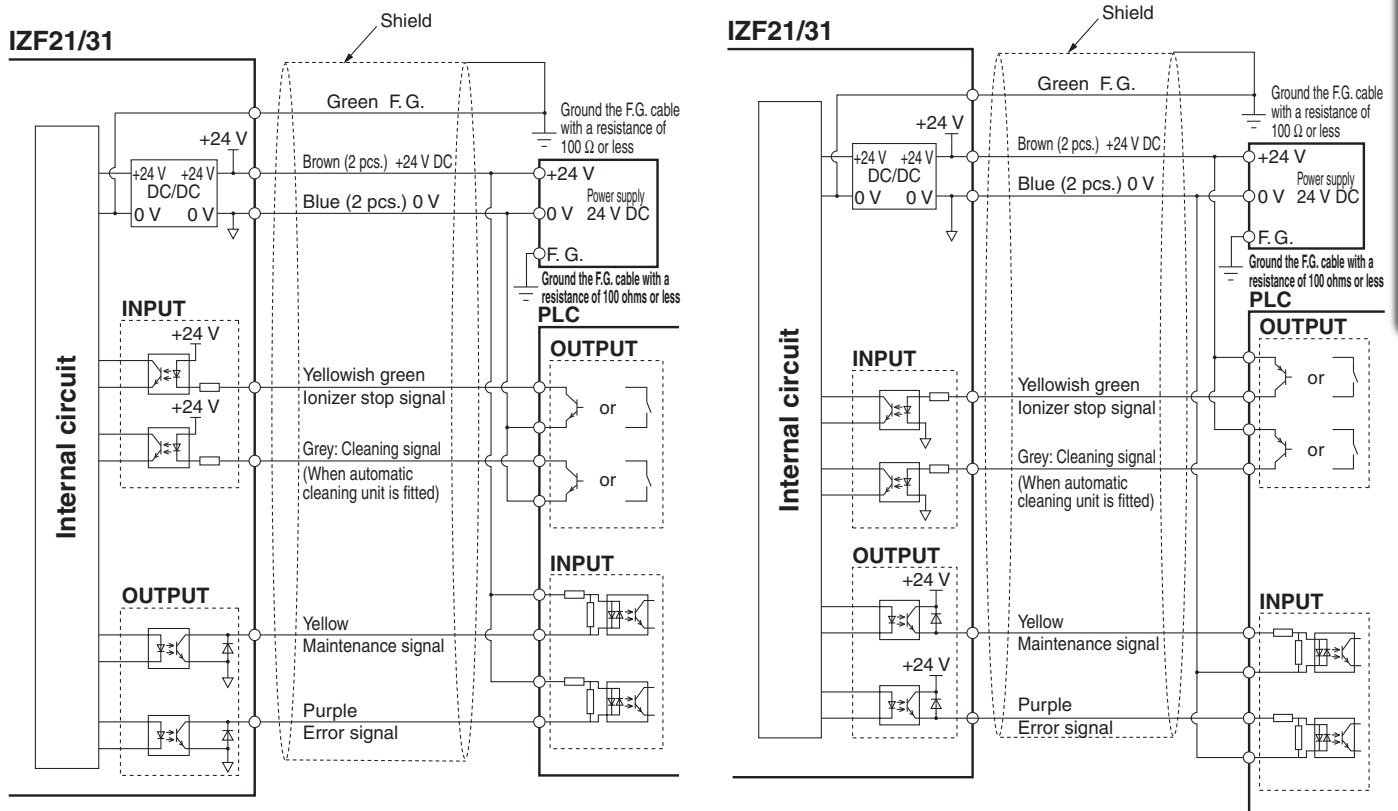 IZF21/31
Shield
Green F.G.
Ground the F.G. cable
with a resistance of
100 Ω or less
+24 V
Brown (2 pcs.) +24 V DC
+24 V +24 V
DC/DC
0 V 0 V
Blue (2 pcs.) 0 V
+24 V
Power supply
0 V 24 V DC
F. G.
Ground the F.G. cable with a
resistance of 100 ohms or less
PLC
Internal circuit
INPUT
+24 V
+24 V
Yellowish green
Ionizer stop signal
Grey: Cleaning signal
(When automatic
cleaning unit is fitted)
OUTPUT
or
or
OUTPUT
Yellow
Maintenance signal
Purple
Error signal
INPUT
IZF21/31
Shield
Green F.G.
Ground the F.G. cable
with a resistance of
100 Ω or less
+24 V
Brown (2 pcs.) +24 V DC
+24 V +24 V
DC/DC
0 V 0 V
Blue (2 pcs.) 0 V
+24 V
Power supply
0 V 24 V DC
F. G.
Ground the F.G. cable with a
resistance of 100 ohms or less
PLC
Internal circuit
INPUT
Yellowish green
Ionizer stop signal
Grey: Cleaning signal
(When automatic
cleaning unit is fitted)
OUTPUT
or
or
OUTPUT
+24 V
+24 V
Yellow
Maintenance signal
Purple
Error signal
INPUT